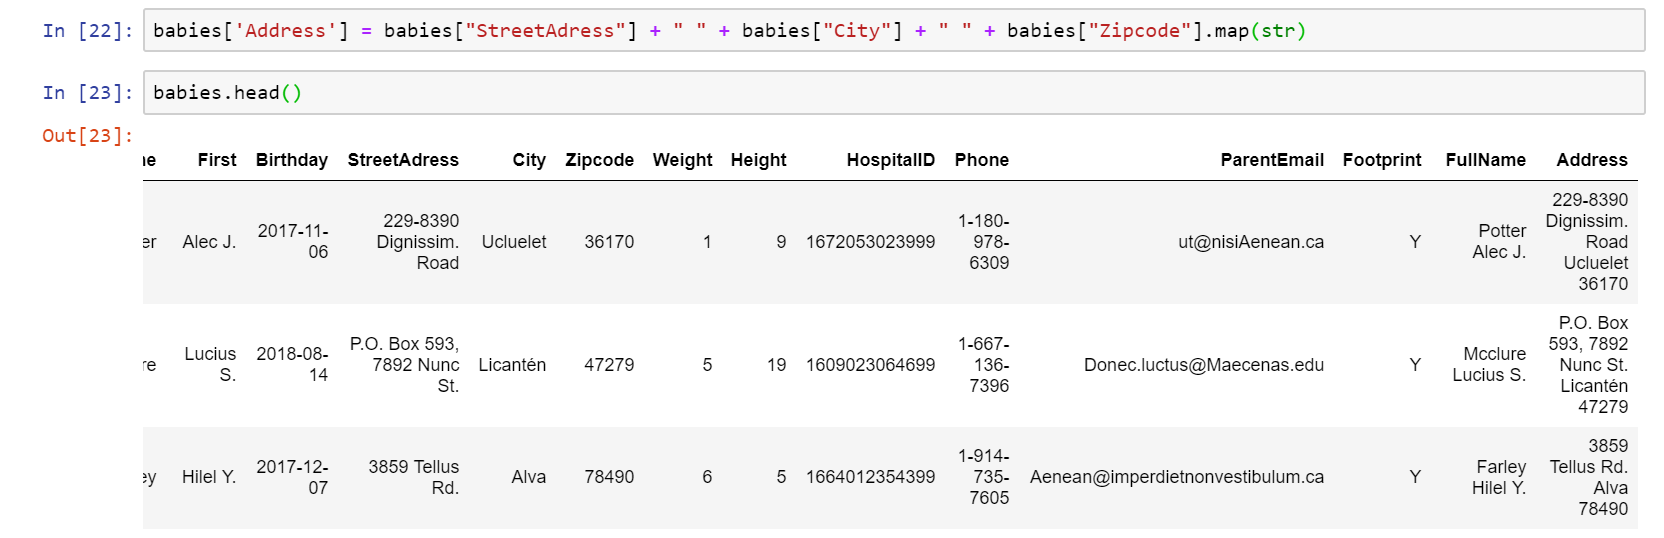 In [22]: babies['Address'] = babies["StreetAdress"] + " " + babies["City"] + " " + babies["Zipcode"].map(str)
In [23]: babies.head()
Out[23]:
ne First Birthday StreetAdress City Zipcode Weight Height HospitalID Phone ParentEmail Footprint FullName Address
er Alec J. 2017-11-06 229-8390 Dignissim. Road Ucluelet 36170 1 9 1672053023999 1-180-978-6309 ut@nisiAenean.ca Y Potter Alec J. 229-8390 Dignissim. Road Ucluelet 36170
re Lucius S. 2018-08-14 P.O. Box 593, 7892 Nunc St. Licantén 47279 5 19 1609023064699 1-667-136-7396 Donec.luctus@Maecenas.edu Y Mcclure Lucius S. P.O. Box 593, 7892 Nunc St. Licantén 47279
ey Hilel Y. 2017-12-07 3859 Tellus Rd. Alva 78490 6 5 1664012354399 1-914-735-7605 Aenean@imperdietnonvestibulum.ca Y Farley Hilel Y. 3859 Tellus Rd. Alva 78490